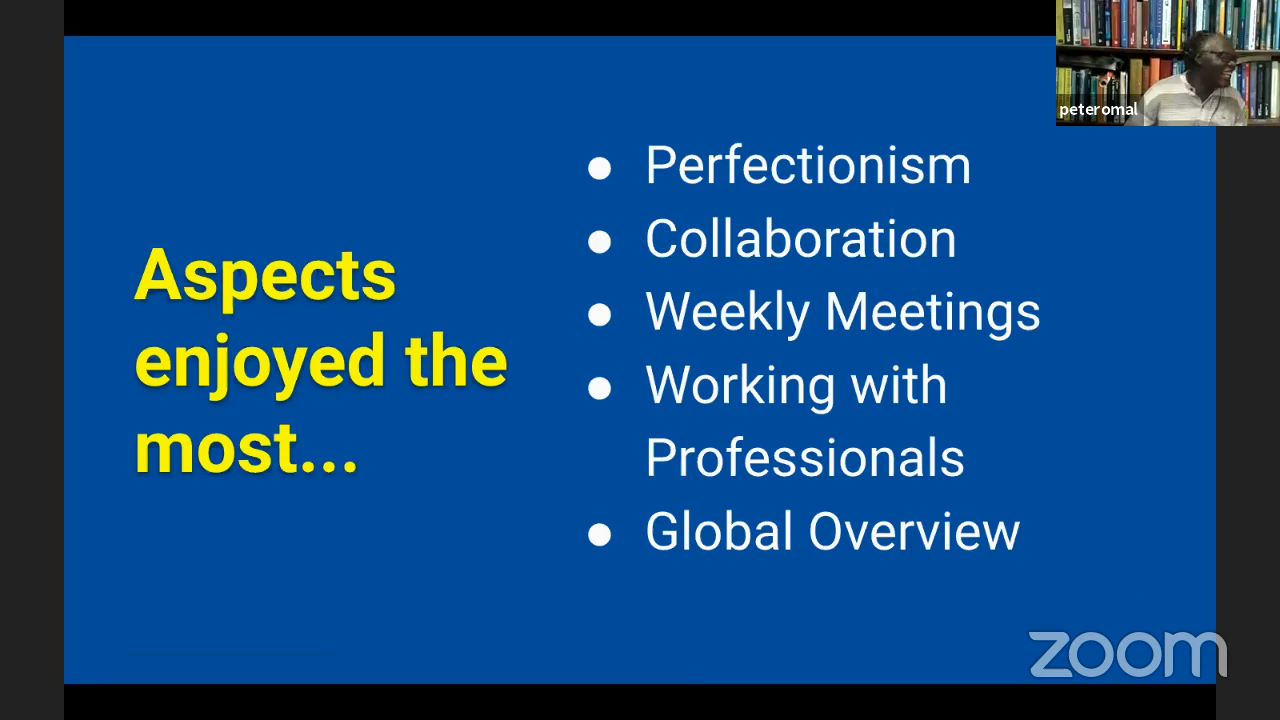 peteromal
Aspects
enjoyed the
most...
● Perfectionism
● Collaboration
● Weekly Meetings
● Working with
Professionals
● Global Overview
zoom